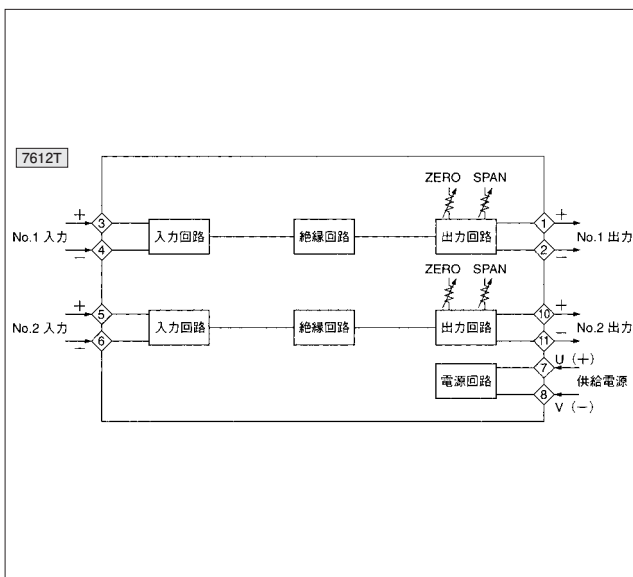 7612T
ZERO SPAN
+ 3 入力回路 絶縁回路 出力回路 1 +
No.1 入力 No.1 出力
− 4 2 −
ZERO SPAN
+ 5 入力回路 絶縁回路 出力回路 10 +
No.2 入力 No.2 出力
− 6 11 −
U (+)
電源回路 7 供給電源
8
V (−)